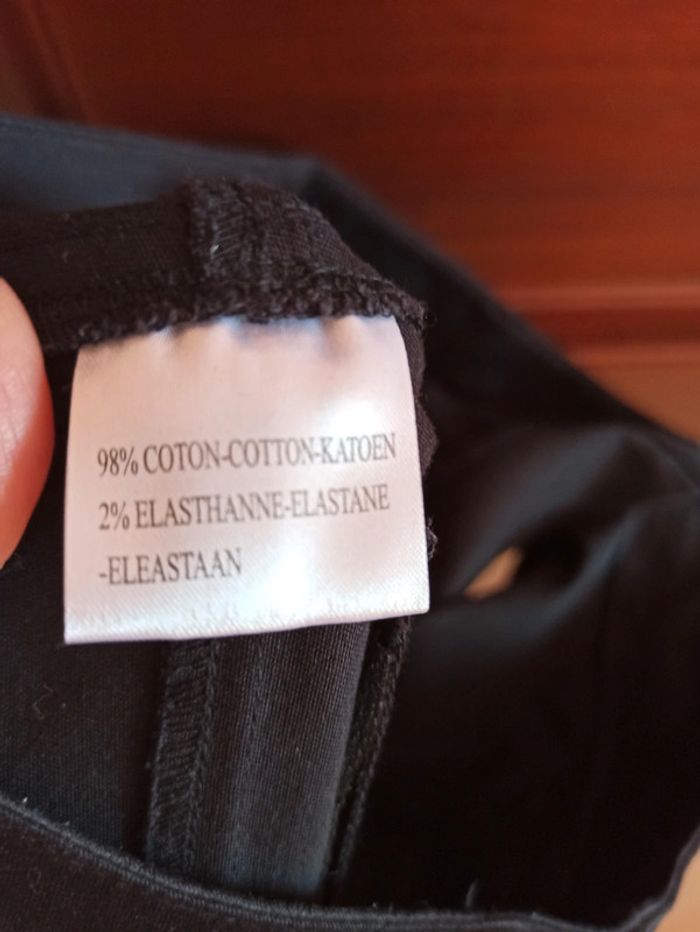 98% COTON-COTTON-KATOEN
2% ELASTHANNE-ELASTANE
-ELEASTAAN